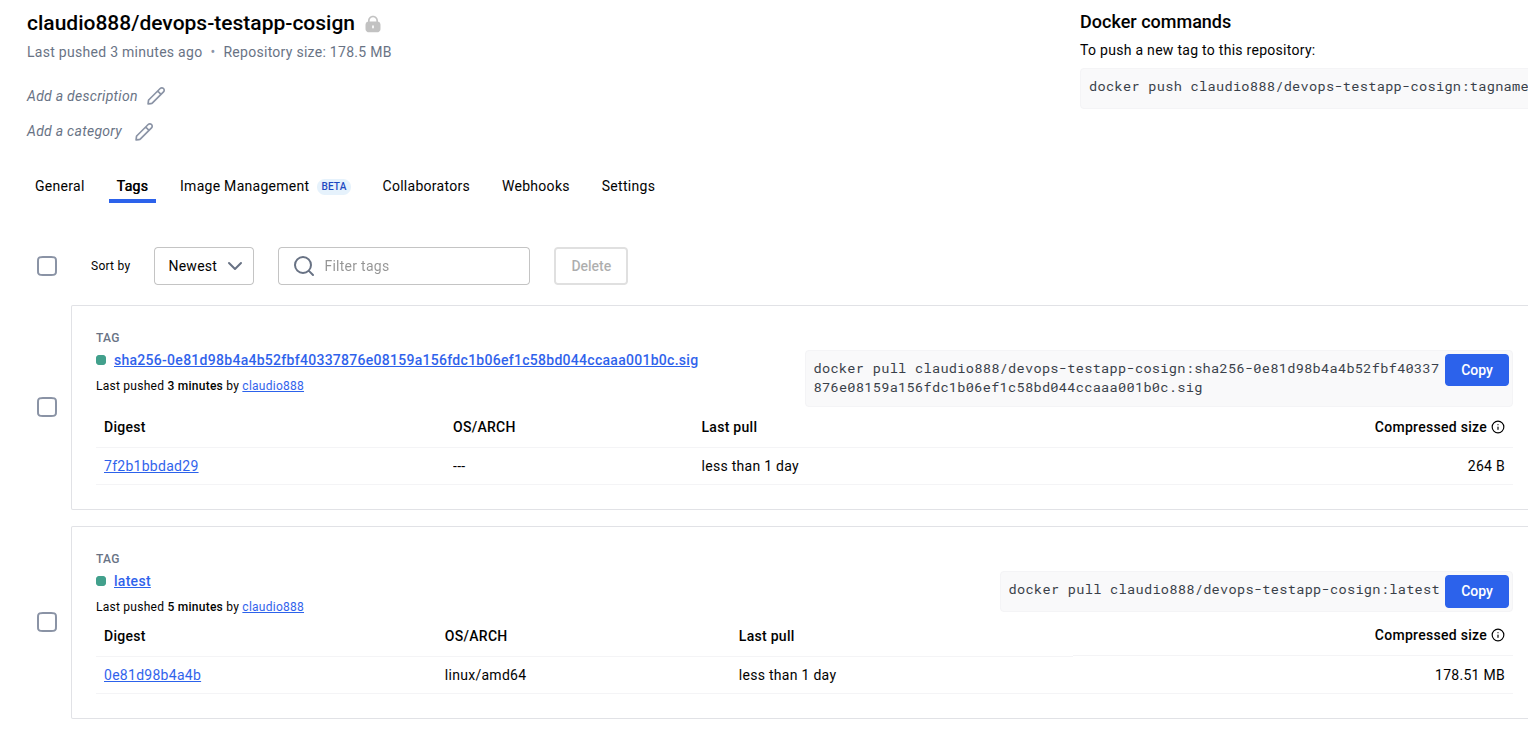 claudio888/devops-testapp-cosign
Last pushed 3 minutes ago • Repository size: 178.5 MB
Add a description
Add a category
Docker commands
To push a new tag to this repository:
docker push claudio888/devops-testapp-cosign:tagname
General Tags Image Management BETA Collaborators Webhooks Settings
Sort by Newest Filter tags Delete
TAG
sha256-0e81d98b4a4b52fbf40337876e08159a156fdc1b06ef1c58bd044ccaaa001b0c.sig
Last pushed 3 minutes by claudio888
docker pull claudio888/devops-testapp-cosign:sha256-0e81d98b4a4b52fbf40337
876e08159a156fdc1b06ef1c58bd044ccaaa001b0c.sig
Copy
Digest OS/ARCH Last pull Compressed size
7f2b1bbdad29 --- less than 1 day 264 B
TAG
latest
Last pushed 5 minutes by claudio888
docker pull claudio888/devops-testapp-cosign:latest
Copy
Digest OS/ARCH Last pull Compressed size
0e81d98b4a4b linux/amd64 less than 1 day 178.51 MB